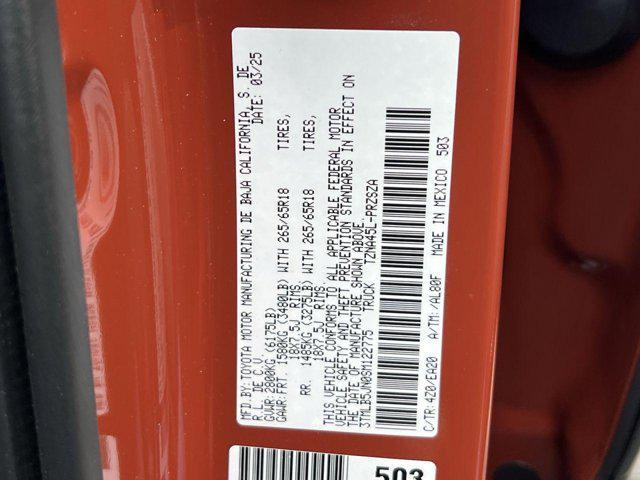 MFD.BY: TOYOTA MOTOR MANUFACTURING DE BAJA CALIFORNIA, S. DE
R.L. DE C.V. DATE: 03/25
GVWR: 2800KG (6175LB)
GAWR: FRT. 1580KG (3480LB) WITH 265/65R18 TIRES,
18X7.5J RIMS.
RR. 1485KG (3275LB) WITH 265/65R18 TIRES,
18X7.5J RIMS.
THIS VEHICLE CONFORMS TO ALL APPLICABLE FEDERAL MOTOR
VEHICLE SAFETY AND THEFT PREVENTION STANDARDS IN EFFECT ON
THE DATE OF MANUFACTURE SHOWN ABOVE.
3TMLB5JN0SM122775 TRUCK TZNA45L-PRZSZA
C/TR: 4Z0/EA20 A/TM: /AL80F MADE IN MEXICO 503
503